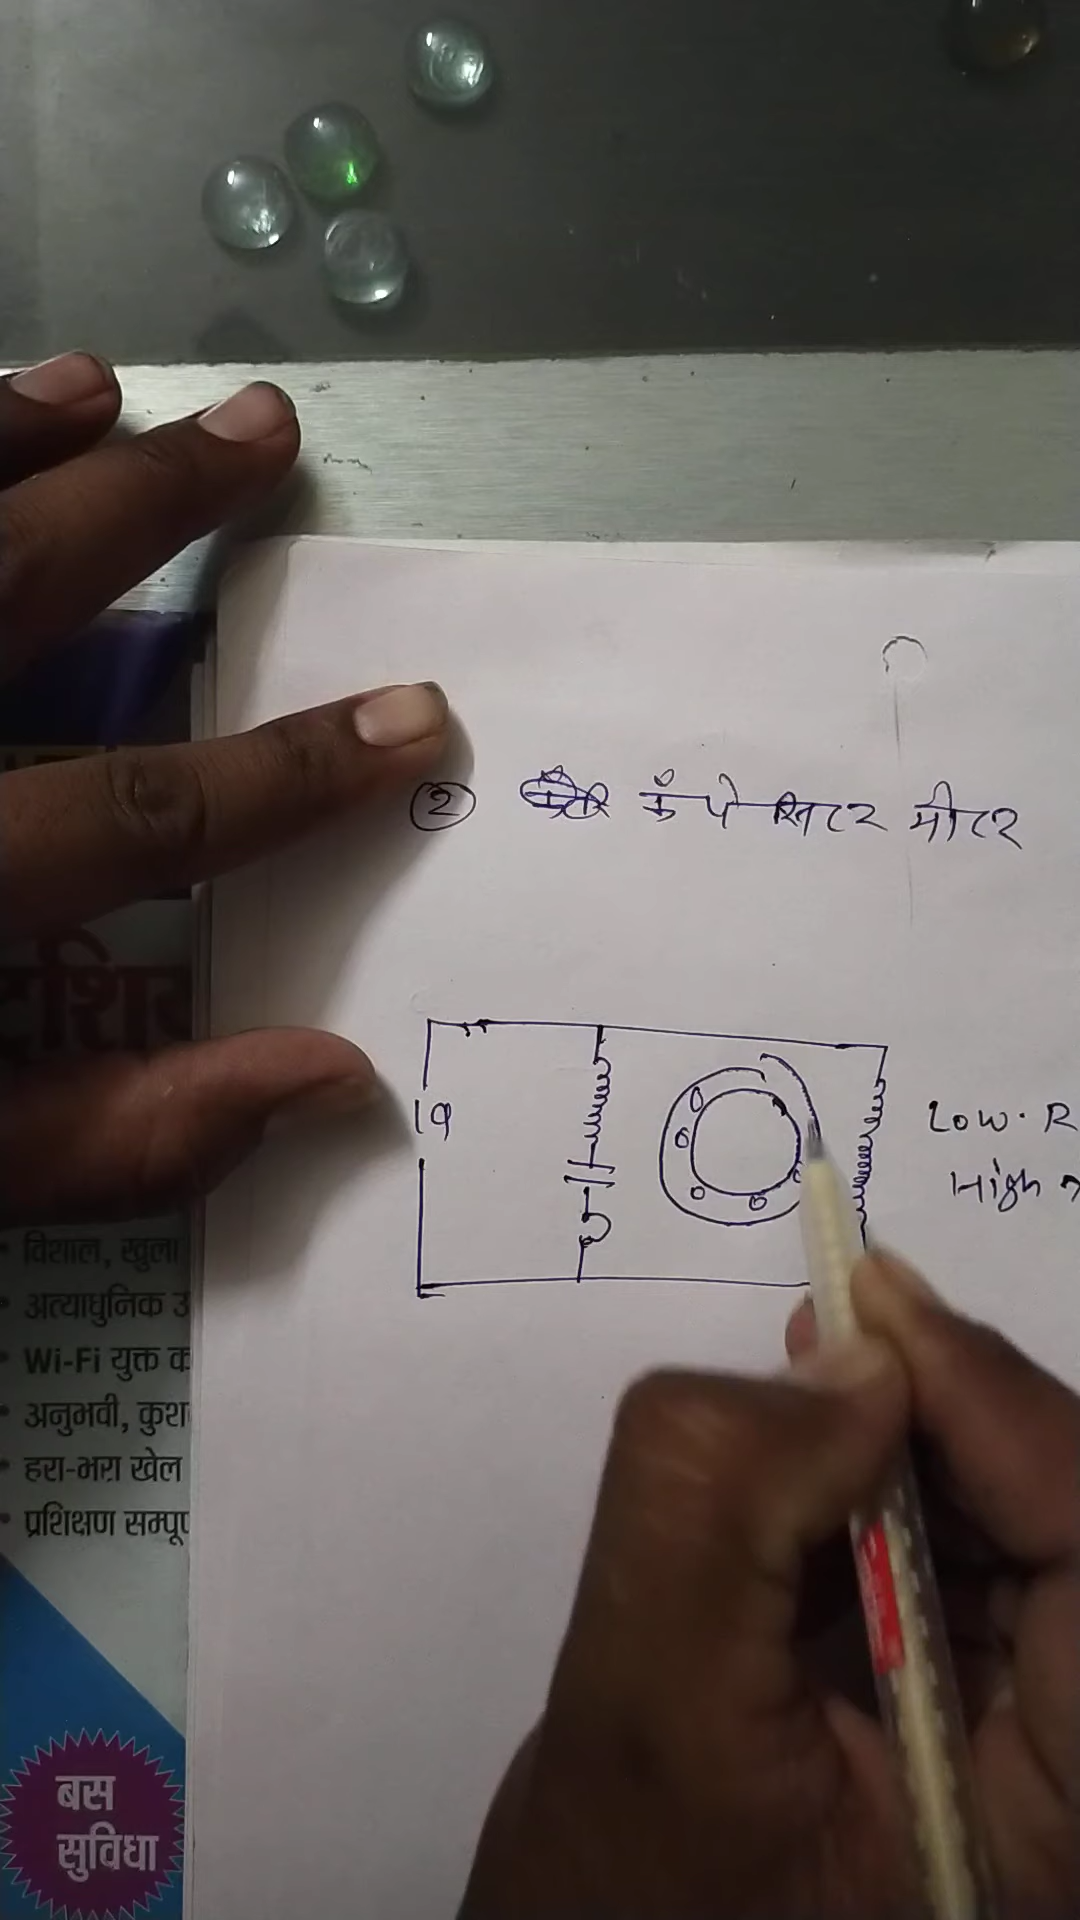 2 कैपेसिटर मीटर
1φ
Low. R
High
विशाल, खुला
अत्याधुनिक उ
Wi-Fi युक्त क
अनुभवी, कुश
हरा-भरा खेल
प्रशिक्षण सम्पू
बस
सुविधा